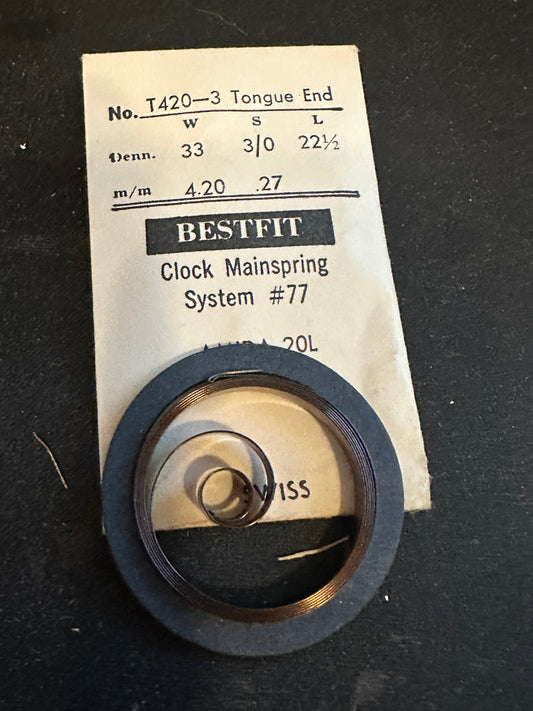 No. T420—3 Tongue End
W S L
Denn. 33 3/0 22½
m/m 4.20 .27
BESTFIT
Clock Mainspring
System #77
20L
SWISS